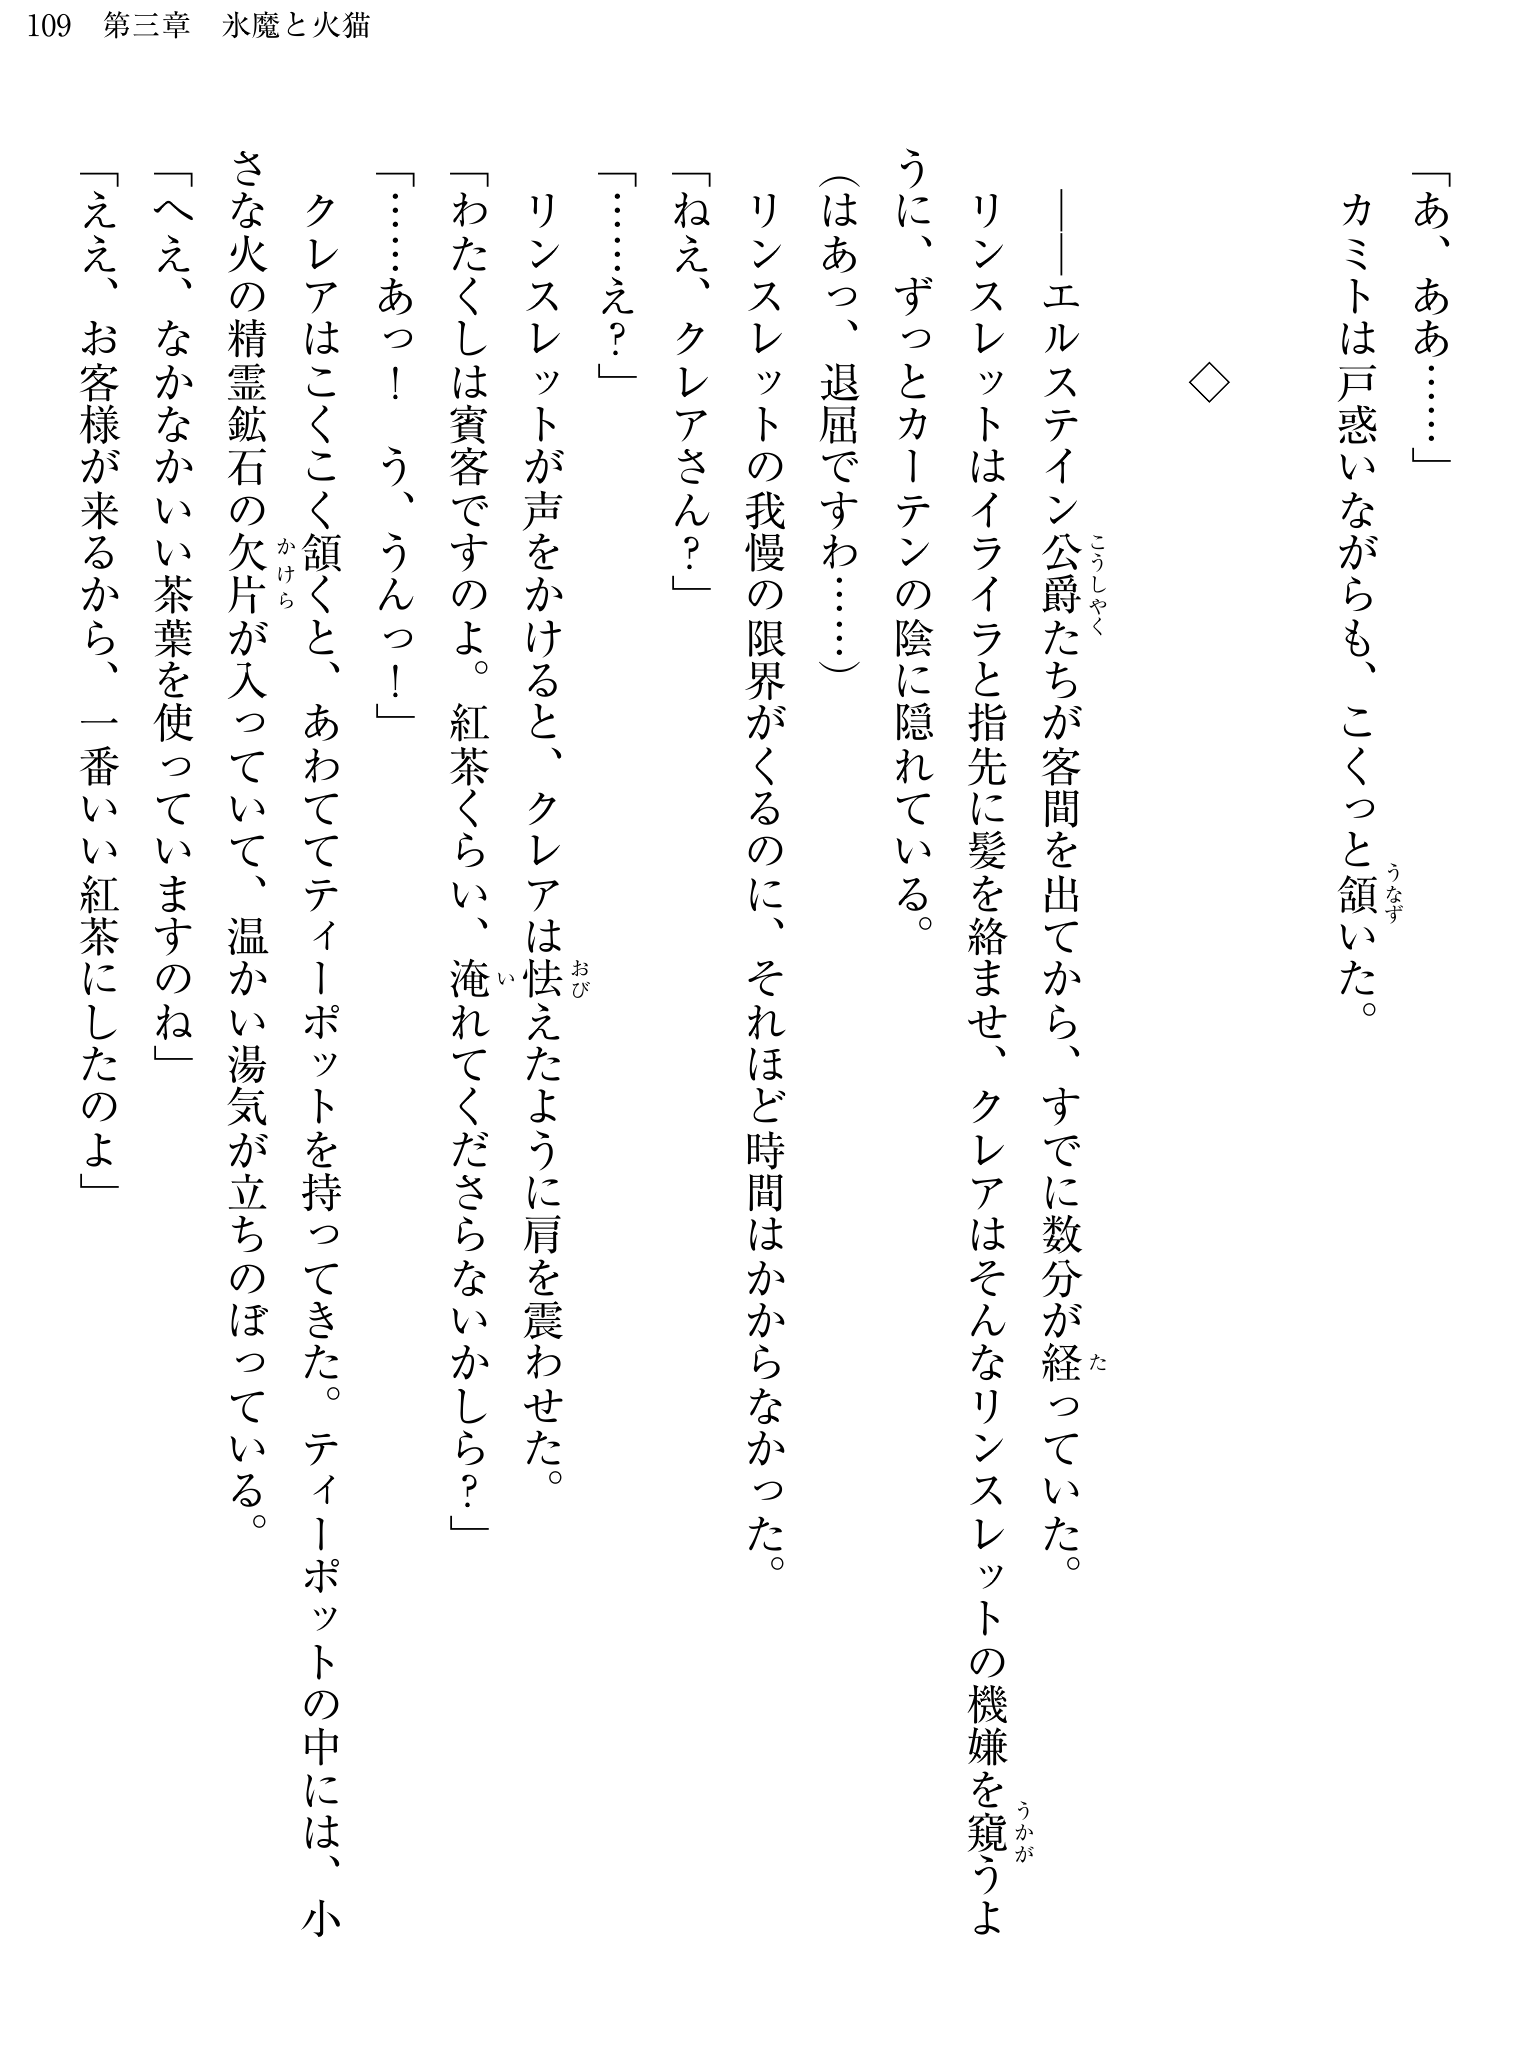 109　第三章　氷魔と火猫
「あ、ああ……」
　カミトは戸惑いながらも、こくっと頷いた。
◇
　――エルステイン公爵たちが客間を出てから、すでに数分が経っていた。
　リンスレットはイライラと指先に髪を絡ませ、クレアはそんなリンスレットの機嫌を窺うよ
うに、ずっとカーテンの陰に隠れている。
（はあっ、退屈ですわ……）
　リンスレットの我慢の限界がくるのに、それほど時間はかからなかった。
「ねえ、クレアさん？」
「……え？」
　リンスレットが声をかけると、クレアは怯えたように肩を震わせた。
「わたくしは賓客ですのよ。紅茶くらい、淹れてくださらないかしら？」
「……あっ！　う、うんっ！」
　クレアはこくこく頷くと、あわててティーポットを持ってきた。ティーポットの中には、小
さな火の精霊鉱石の欠片が入っていて、温かい湯気が立ちのぼっている。
「へえ、なかなかいい茶葉を使っていますのね」
「ええ、お客様が来るから、一番いい紅茶にしたのよ」